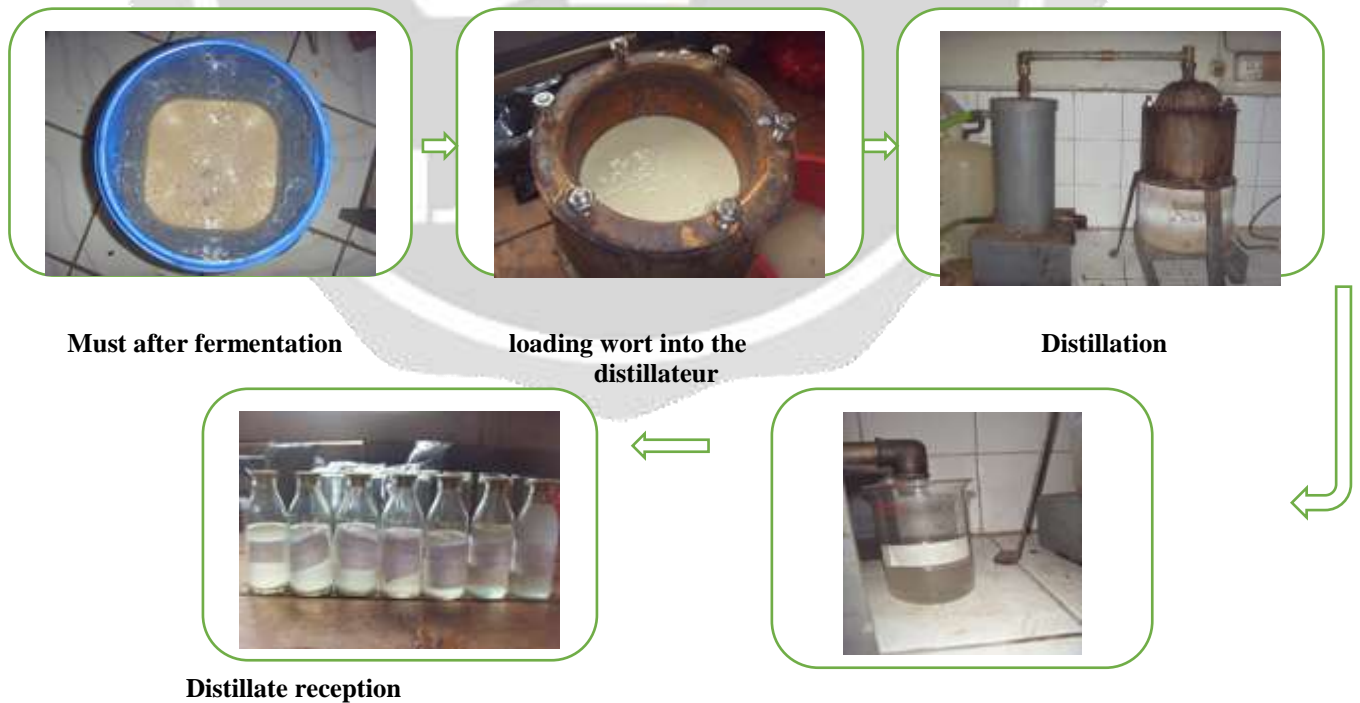 Must after fermentation
loading wort into the
distillateur
Distillation
Distillate reception